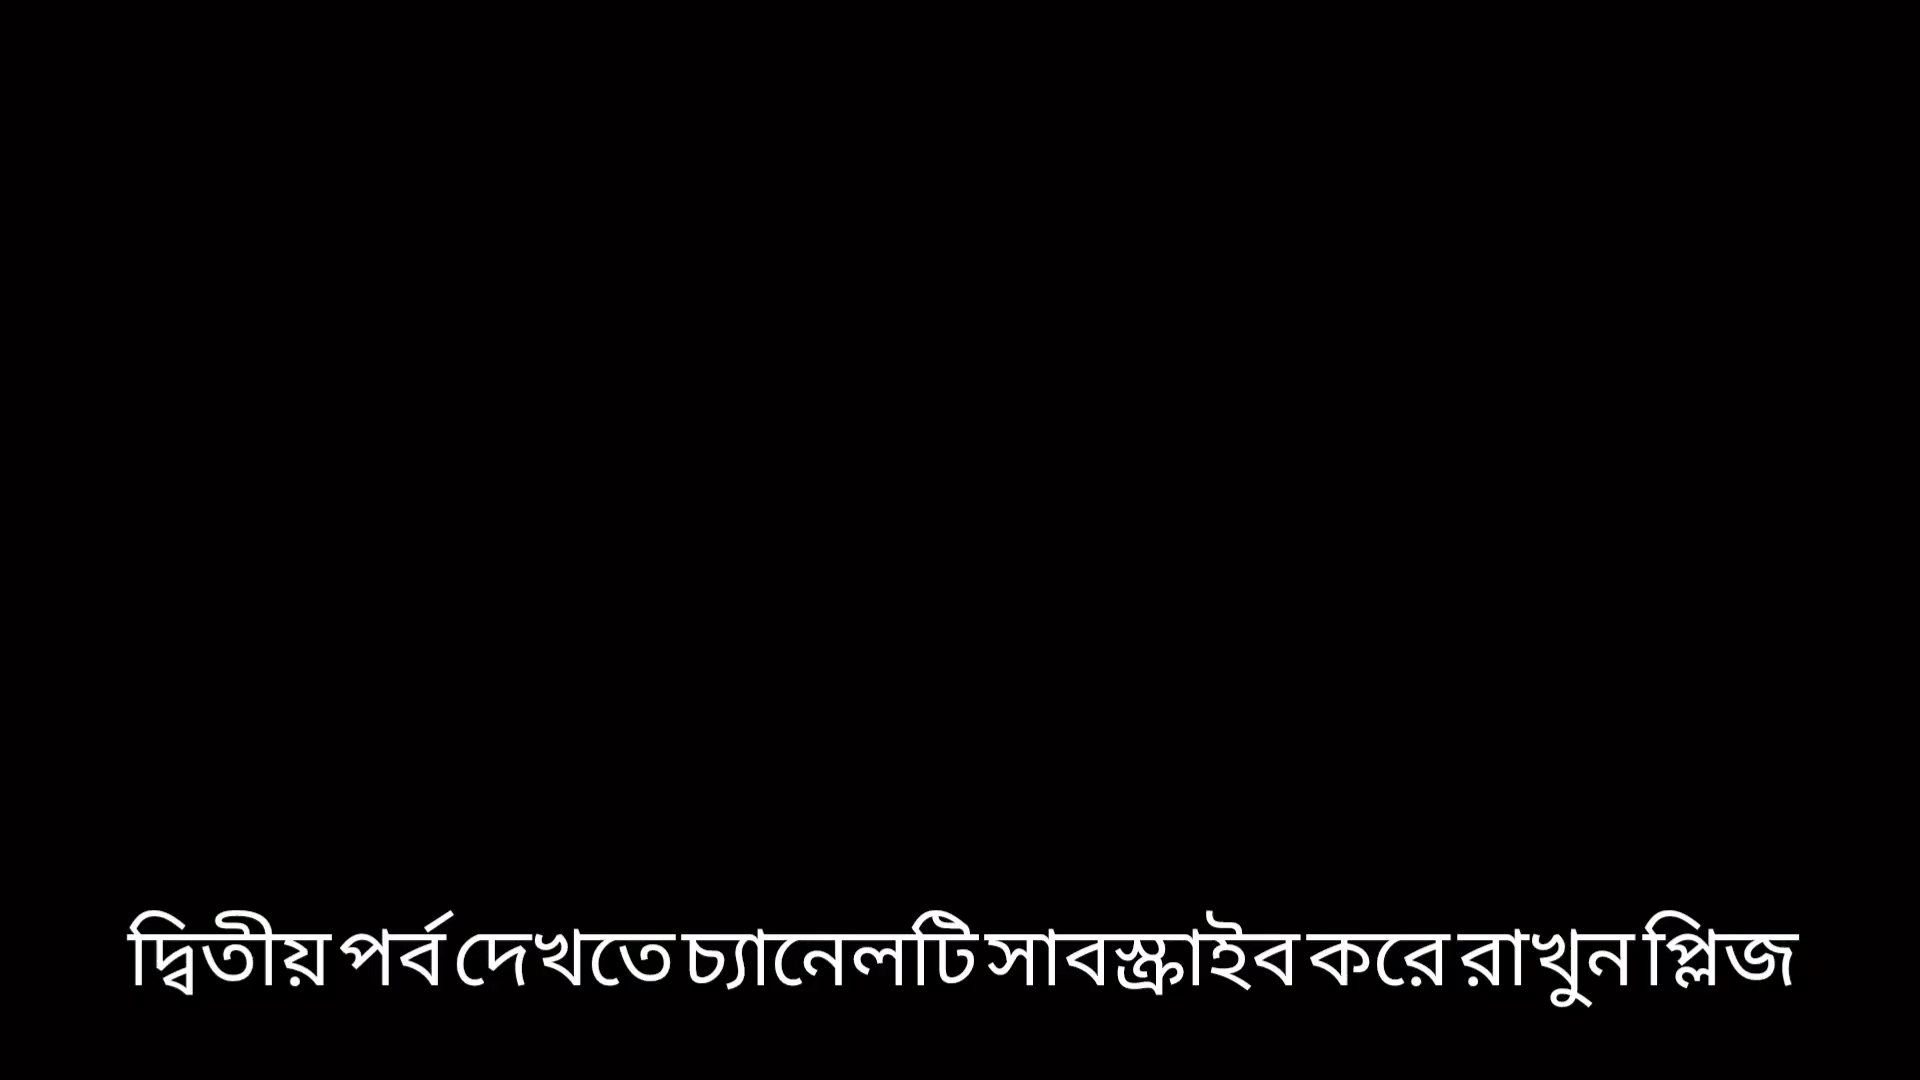 দ্বিতীয় পর্ব দেখতে চ্যানেলটি সাবস্ক্রাইব করে রাখুন প্লিজ